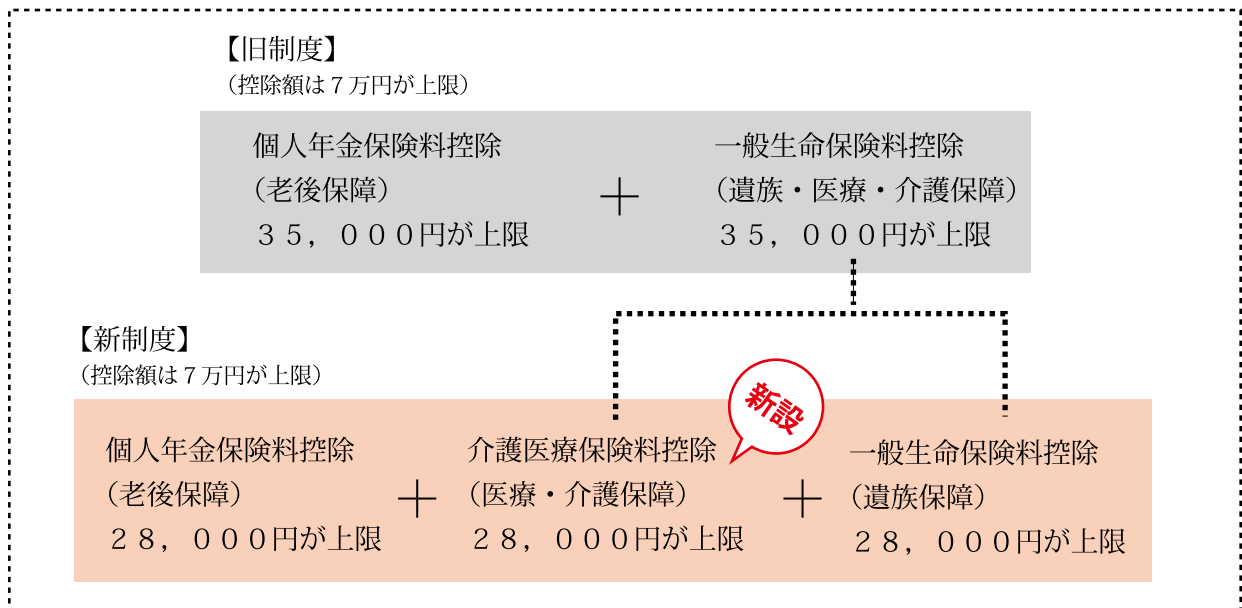 【旧制度】
（控除額は７万円が上限）
個人年金保険料控除
（老後保障）
３５，０００円が上限
＋
一般生命保険料控除
（遺族・医療・介護保障）
３５，０００円が上限
【新制度】
（控除額は７万円が上限）
個人年金保険料控除
（老後保障）
２８，０００円が上限
＋
新設
介護医療保険料控除
（医療・介護保障）
２８，０００円が上限
＋
一般生命保険料控除
（遺族保障）
２８，０００円が上限